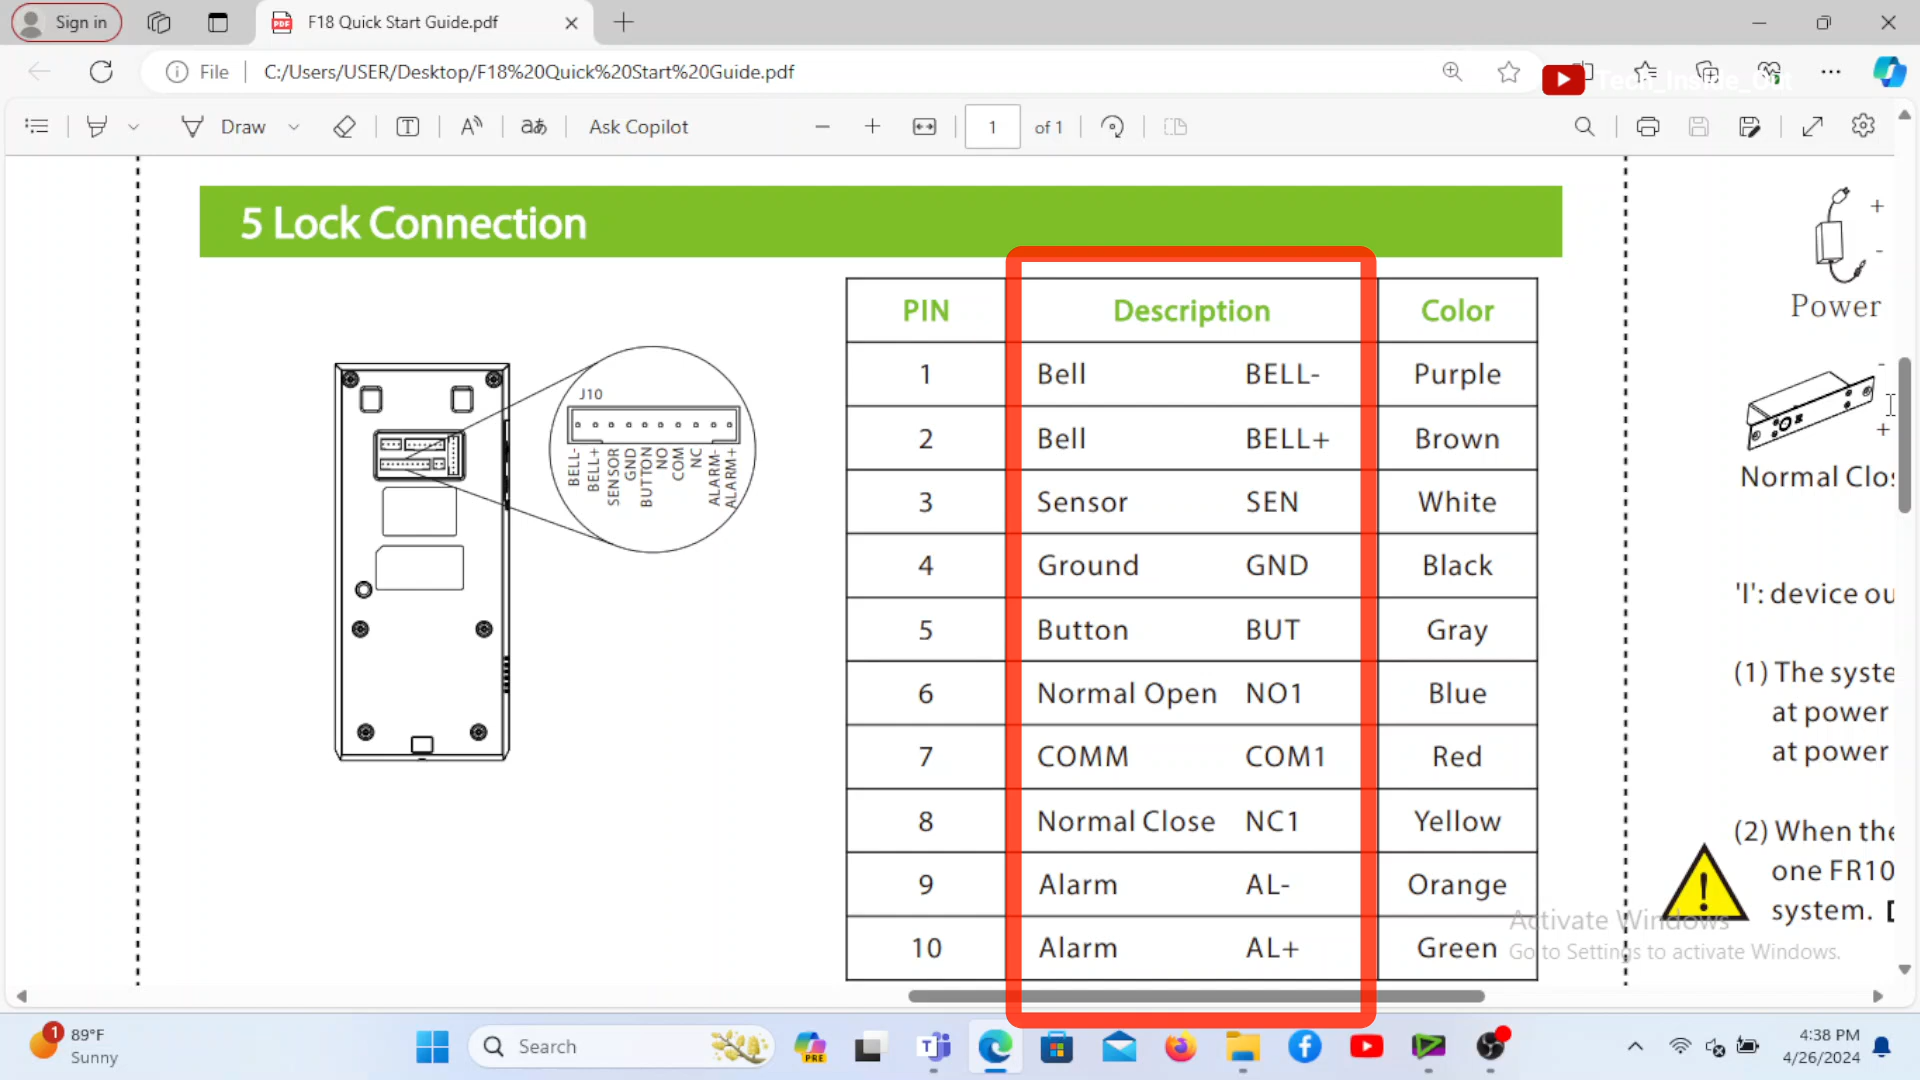 Sign in
F18 Quick Start Guide.pdf
File
C:/Users/USER/Desktop/F18%20Quick%20Start%20Guide.pdf
Tech_Inside_Out
Draw
Ask Copilot
1
of 1
5 Lock Connection
J10
BELL-
BELL+
SENSOR
GND
BUTTON
NO
COM
NC
ALARM-
ALARM+
PIN Description Color
1 Bell BELL- Purple
2 Bell BELL+ Brown
3 Sensor SEN White
4 Ground GND Black
5 Button BUT Gray
6 Normal Open NO1 Blue
7 COMM COM1 Red
8 Normal Close NC1 Yellow
9 Alarm AL- Orange
10 Alarm AL+ Green
+
-
Power
-
+
Normal Clos
'I': device ou
(1) The syste
at power
at power
(2) When the
one FR10
system. [
Activate Windows
Go to Settings to activate Windows.
1
89°F
Sunny
Search
PRE
4:38 PM
4/26/2024